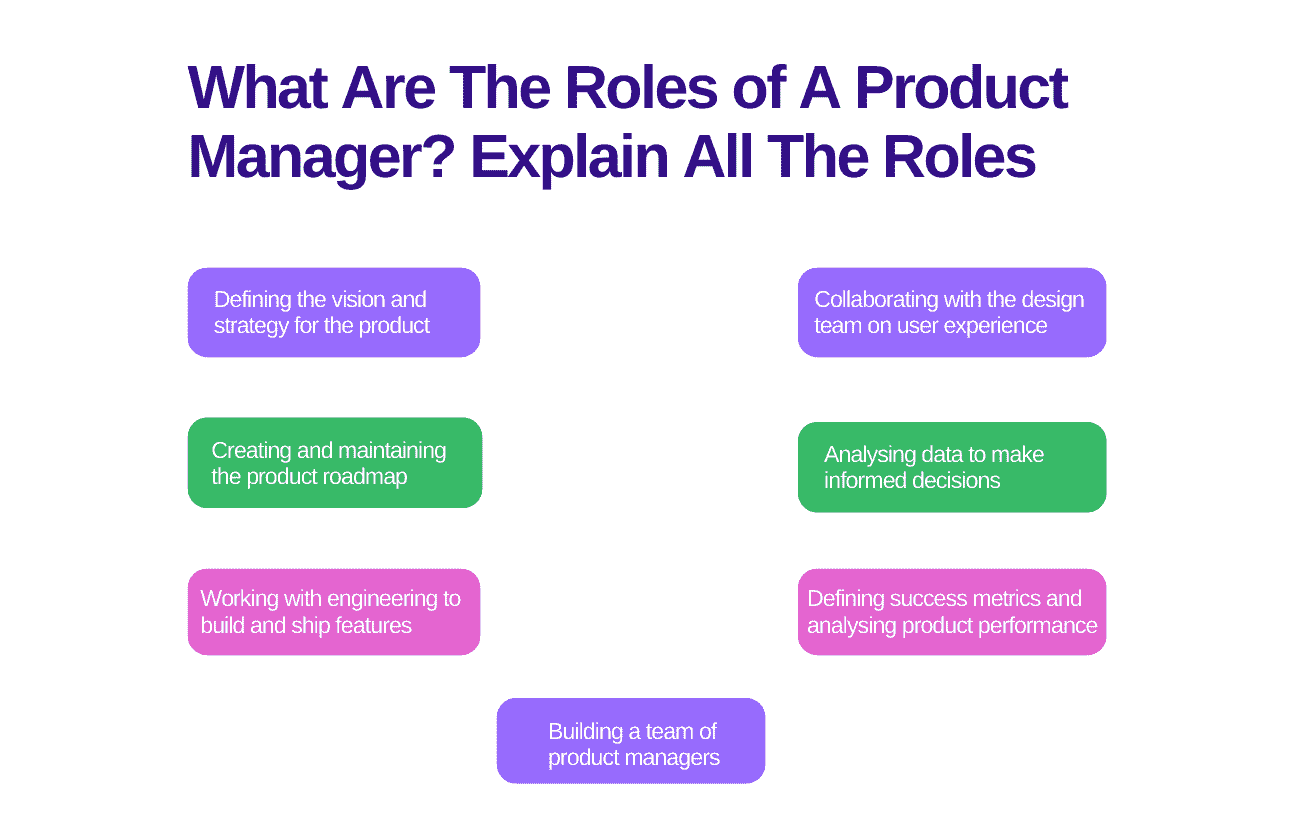 What Are The Roles of A Product
Manager? Explain All The Roles
Defining the vision and
strategy for the product
Collaborating with the design
team on user experience
Creating and maintaining
the product roadmap
Analysing data to make
informed decisions
Working with engineering to
build and ship features
Defining success metrics and
analysing product performance
Building a team of
product managers